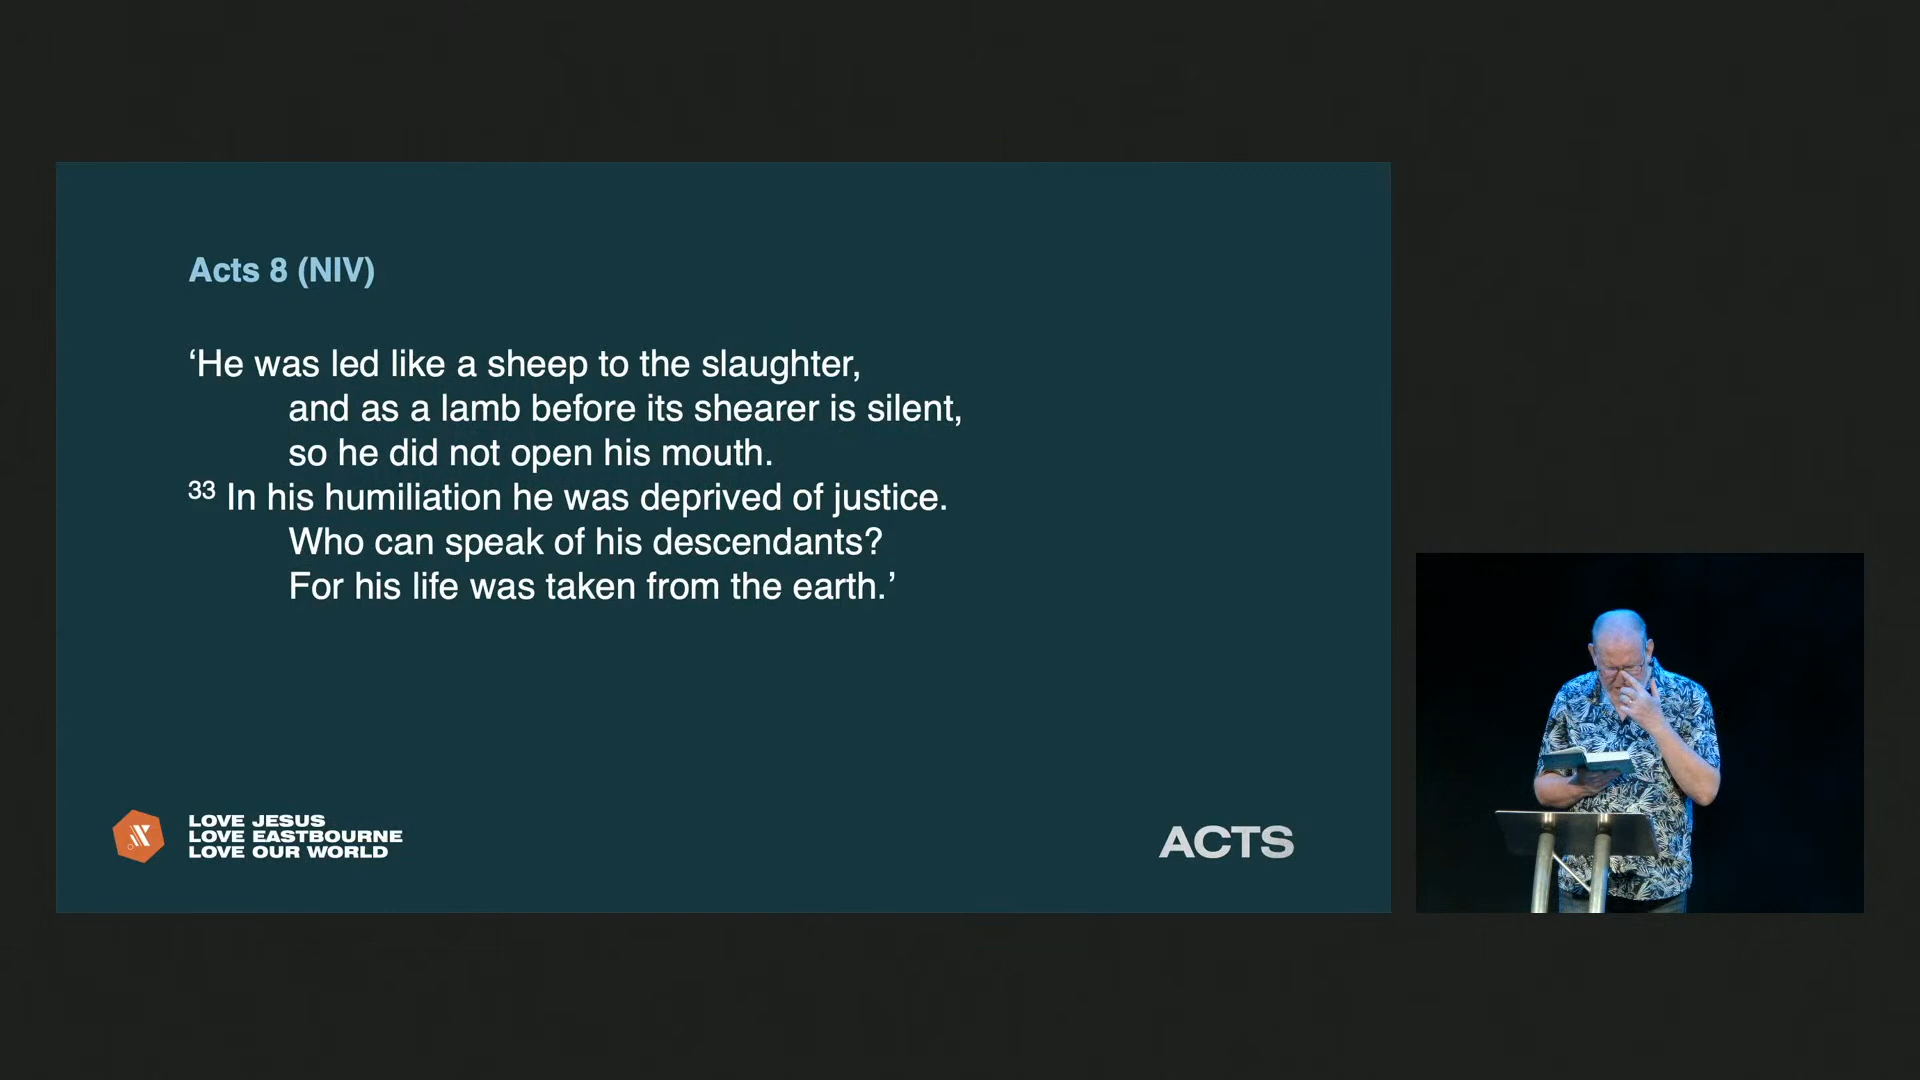 Acts 8 (NIV)
‘He was led like a sheep to the slaughter,
and as a lamb before its shearer is silent,
so he did not open his mouth.
³³ In his humiliation he was deprived of justice.
Who can speak of his descendants?
For his life was taken from the earth.’
LOVE JESUS
LOVE EASTBOURNE
LOVE OUR WORLD
ACTS